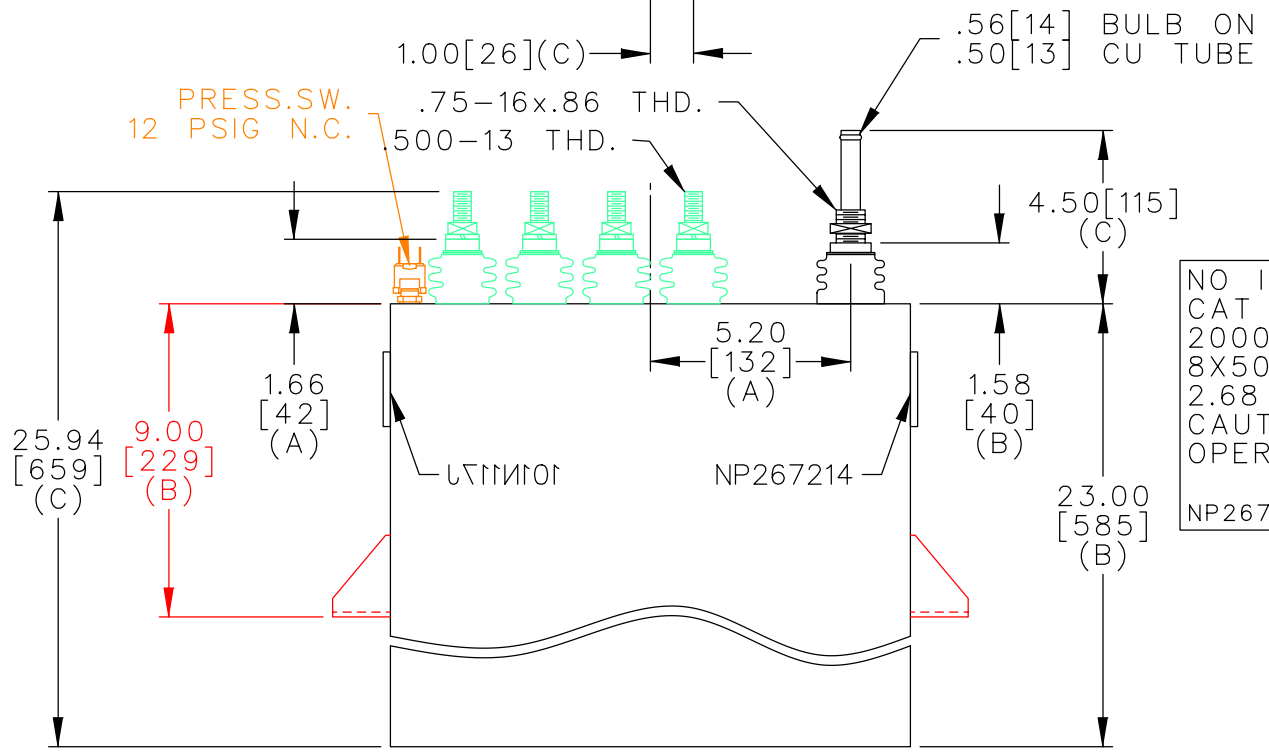 .56[14] BULB ON
.50[13] CU TUBE
1.00[26](C)
PRESS.SW.
12 PSIG N.C.
.75-16x.86 THD.
.500-13 THD.
4.50[115]
(C)
NO I
CAT
2000
8X50
2.68
CAUT
OPER
NP267
5.20
[132]
(A)
1.66
[42]
(A)
1.58
[40]
(B)
25.94
[659]
(C)
9.00
[229]
(B)
101N117J
NP267214
23.00
[585]
(B)